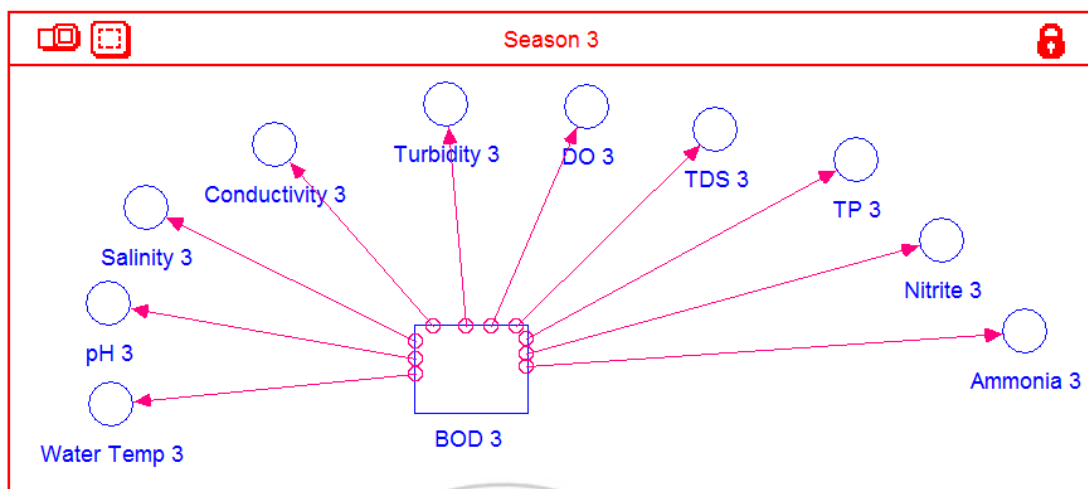 Season 3
Turbidity 3
DO 3
TDS 3
Conductivity 3
TP 3
Salinity 3
Nitrite 3
pH 3
Ammonia 3
BOD 3
Water Temp 3